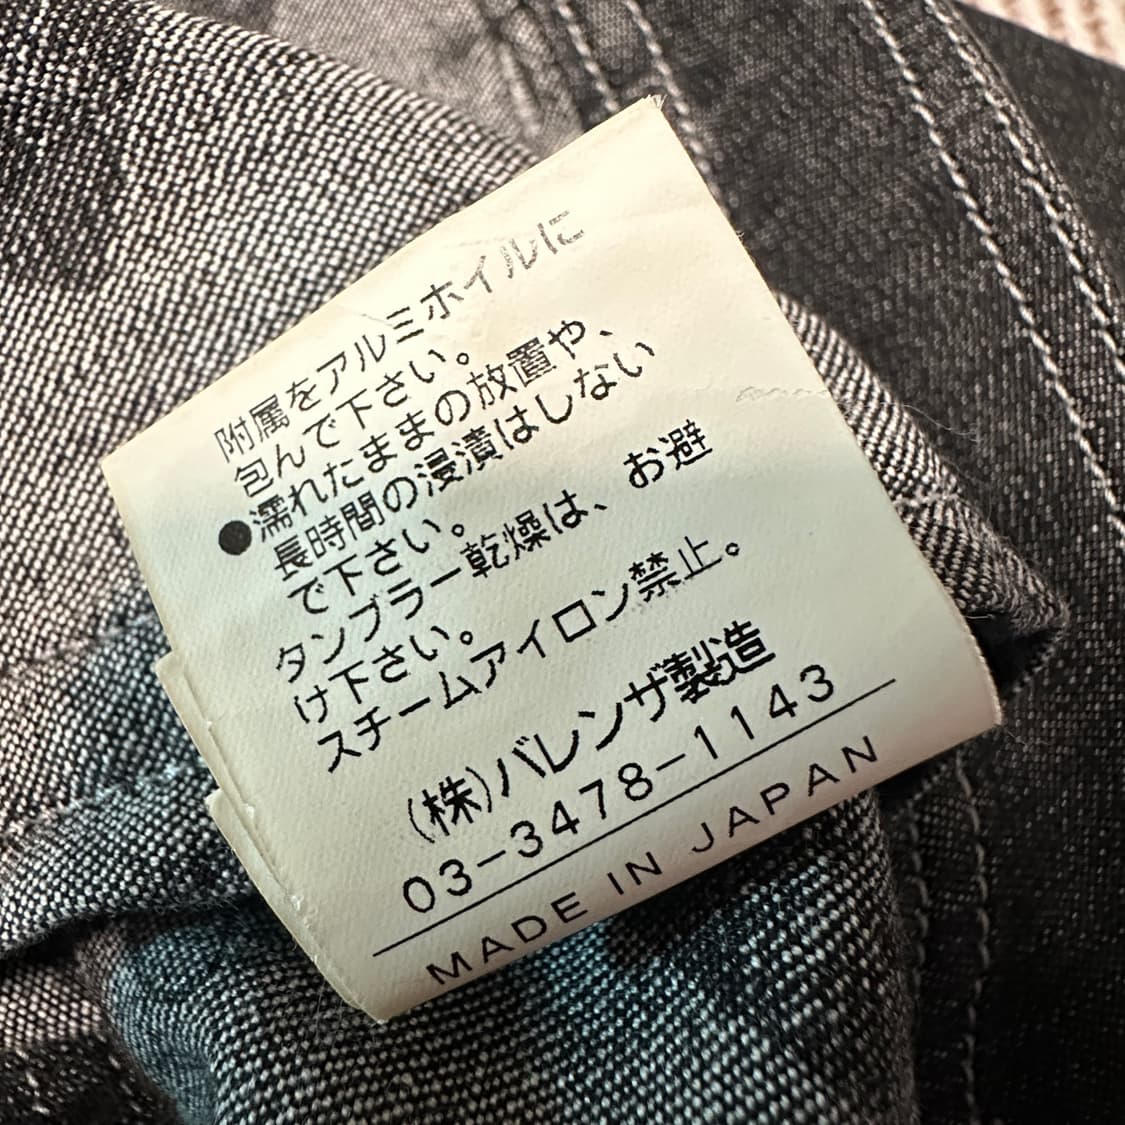 附属をアルミホイルに
包んで下さい。
●濡れたままの放置や、
長時間の浸漬はしない
で下さい。
タンブラー乾燥は、お避
け下さい。
スチームアイロン禁止。
(株)バレンザ製造
03-3478-1143
MADE IN JAPAN